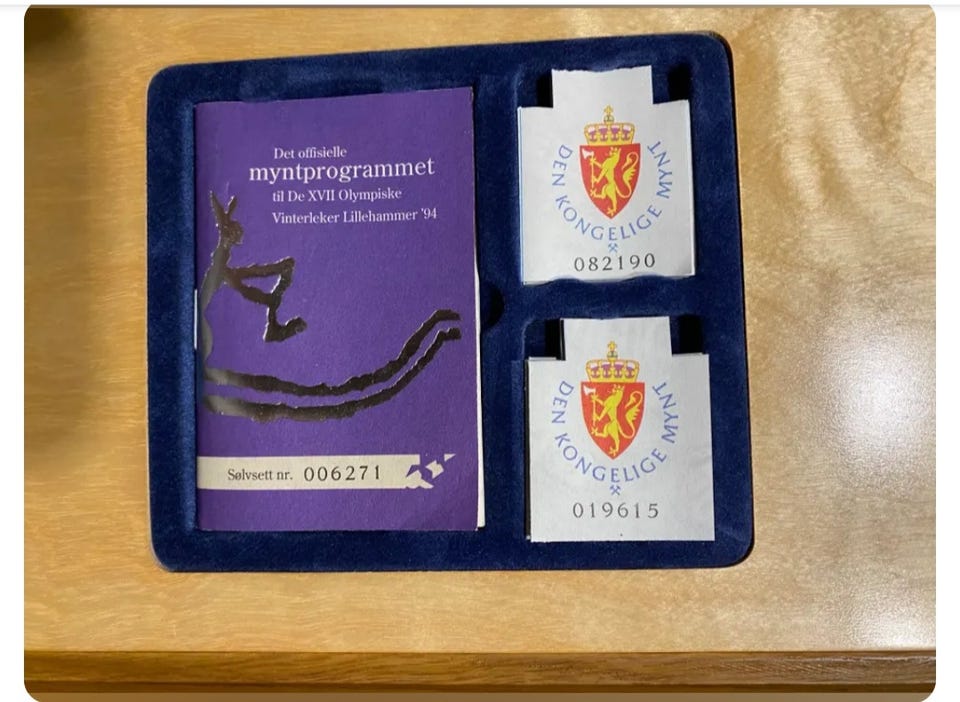 Det offisielle
myntprogrammet
til De XVII Olympiske
Vinterleker Lillehammer '94
Sølvsett nr. 006271
DEN KONGELIGE MYNT
082190
DEN KONGELIGE MYNT
019615